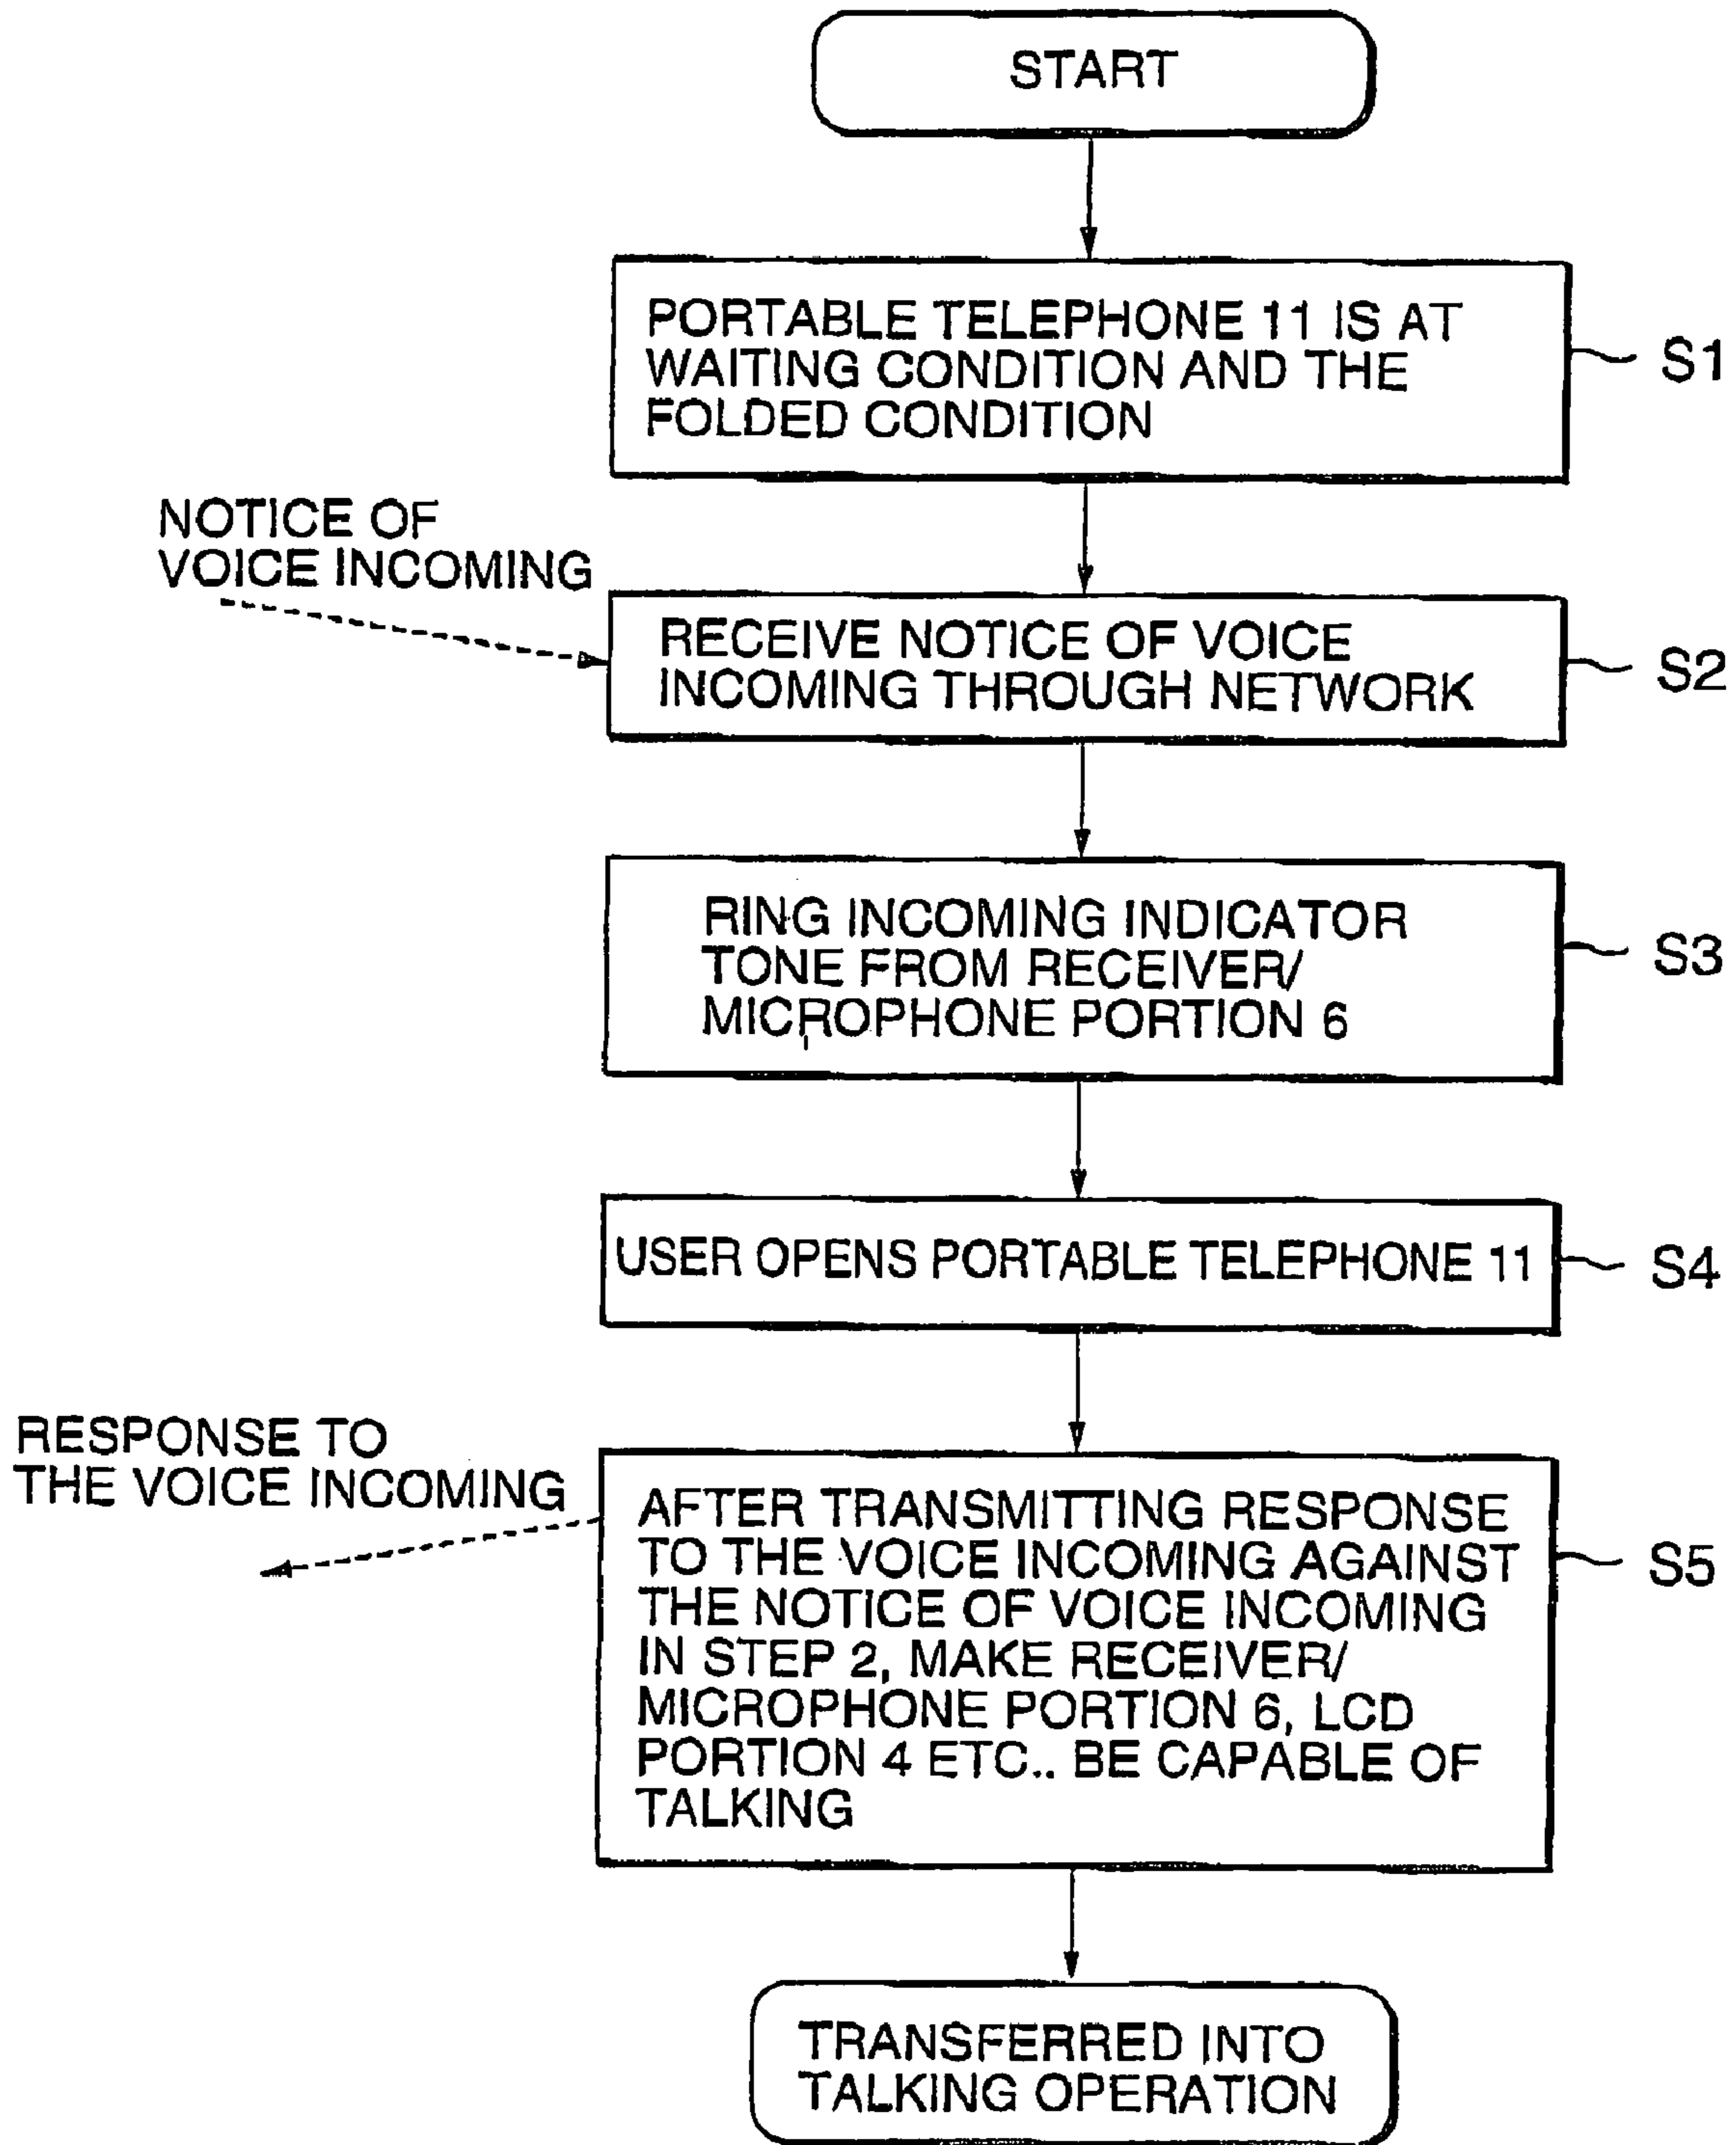 START
PORTABLE TELEPHONE 11 IS AT
WAITING CONDITION AND THE
FOLDED CONDITION
S1
NOTICE OF
VOICE INCOMING
RECEIVE NOTICE OF VOICE
INCOMING THROUGH NETWORK
S2
RING INCOMING INDICATOR
TONE FROM RECEIVER/
MICROPHONE PORTION 6
S3
USER OPENS PORTABLE TELEPHONE 11
S4
RESPONSE TO
THE VOICE INCOMING
AFTER TRANSMITTING RESPONSE
TO THE VOICE INCOMING AGAINST
THE NOTICE OF VOICE INCOMING
IN STEP 2, MAKE RECEIVER/
MICROPHONE PORTION 6, LCD
PORTION 4 ETC.. BE CAPABLE OF
TALKING
S5
TRANSFERRED INTO
TALKING OPERATION